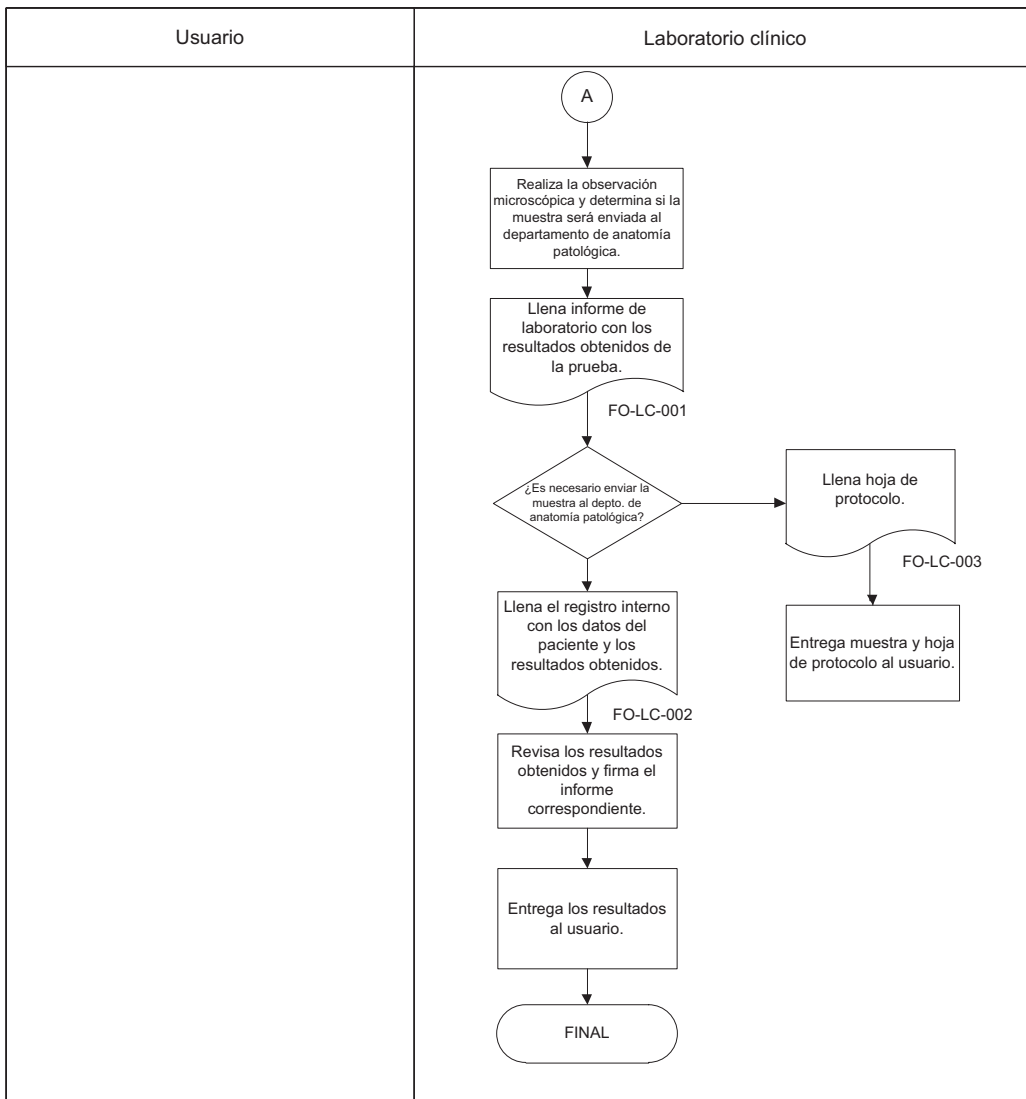 Usuario
Laboratorio clínico
A
Realiza la observación
microscópica y determina si la
muestra será enviada al
departamento de anatomía
patológica.
Llena informe de
laboratorio con los
resultados obtenidos de
la prueba.
FO-LC-001
¿Es necesario enviar la
muestra al depto. de
anatomía patológica?
Llena hoja de
protocolo.
FO-LC-003
Entrega muestra y hoja
de protocolo al usuario.
Llena el registro interno
con los datos del
paciente y los
resultados obtenidos.
FO-LC-002
Revisa los resultados
obtenidos y firma el
informe
correspondiente.
Entrega los resultados
al usuario.
FINAL